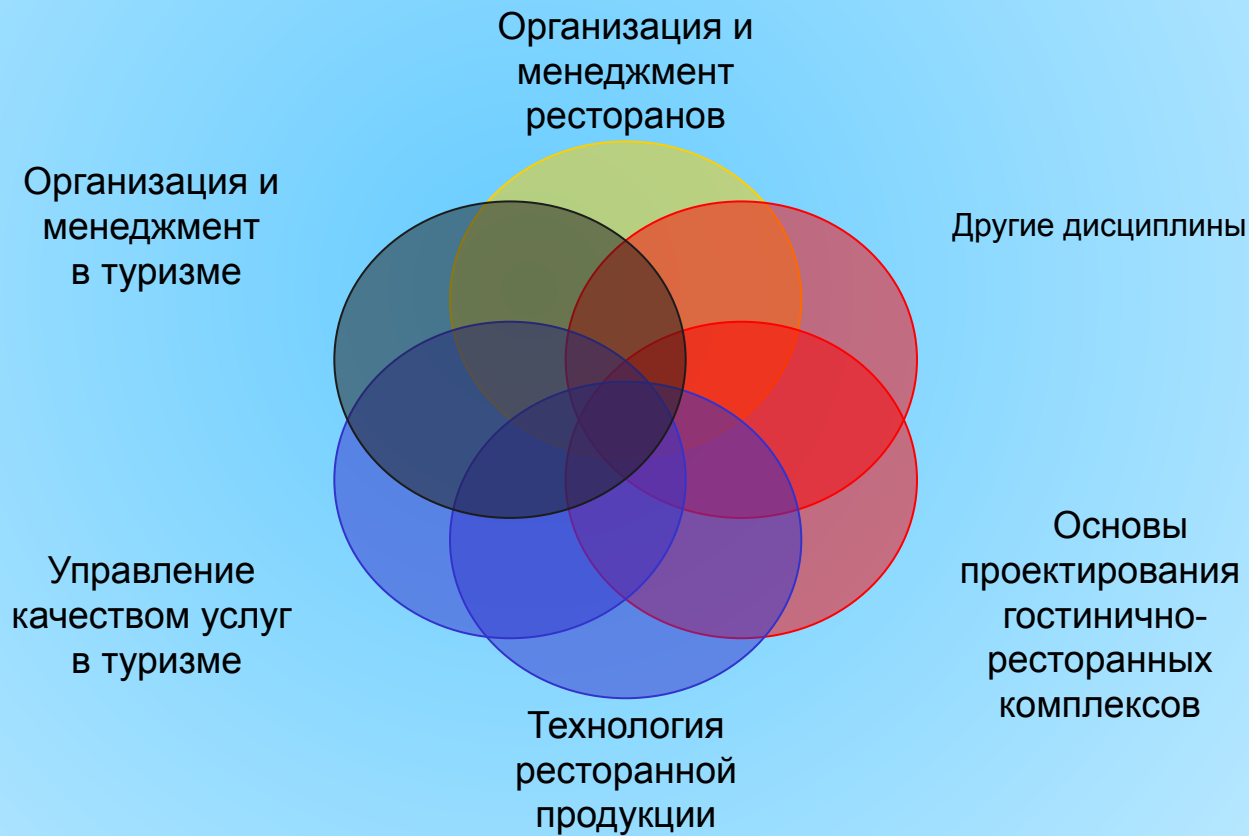 Организация и
менеджмент
ресторанов
Организация и
менеджмент
в туризме
Другие дисциплины
Управление
качеством услуг
в туризме
Основы
проектирования
гостинично-
ресторанных
комплексов
Технология
ресторанной
продукции